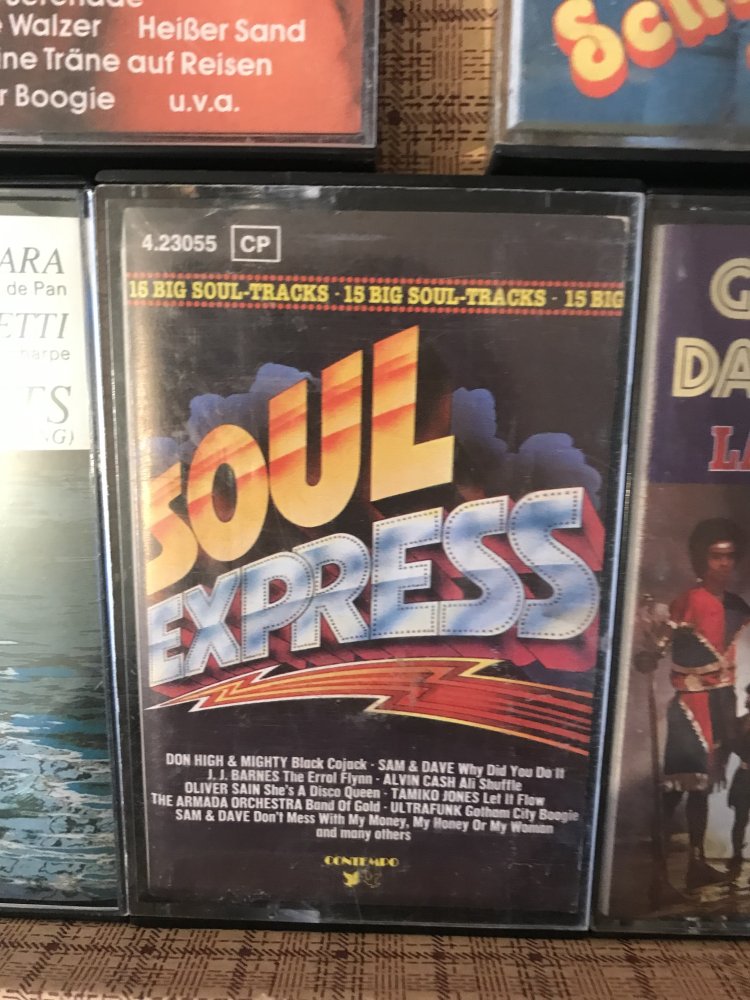 Walzer Heißer Sand
ine Träne auf Reisen
r Boogie u.v.a.
ARA
de Pan
ETTI
harpe
G)
4.23055 CP
15 BIG SOUL-TRACKS · 15 BIG SOUL-TRACKS · 15 BIG
SOUL
EXPRESS
DON HIGH & MIGHTY Black Cojack · SAM & DAVE Why Did You Do It
J. J. BARNES The Errol Flynn · ALVIN CASH Ali Shuffle
OLIVER SAIN She's A Disco Queen · TAMIKO JONES Let It Flow
THE ARMADA ORCHESTRA Band Of Gold · ULTRAFUNK Gotham City Boogie
SAM & DAVE Don't Mess With My Money, My Honey Or My Woman
and many others
CONTEMPO
G
DA